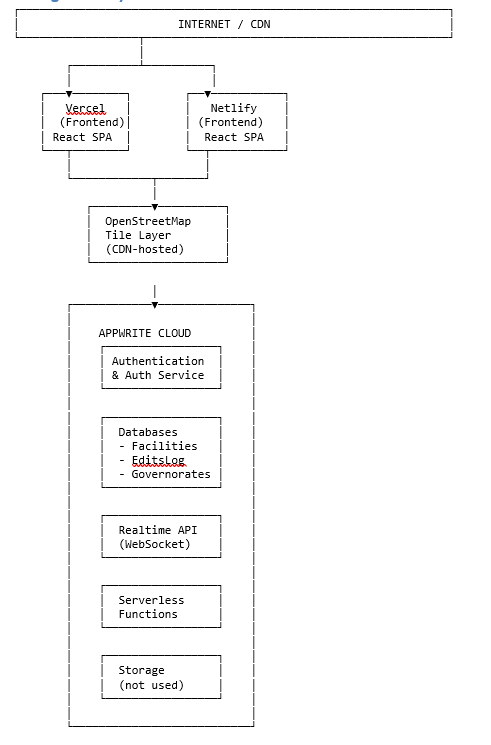 INTERNET / CDN
Vercel
(Frontend)
React SPA
Netlify
(Frontend)
React SPA
OpenStreetMap
Tile Layer
(CDN-hosted)
APPWRITE CLOUD
Authentication
& Auth Service
Databases
- Facilities
- EditsLog
- Governorates
Realtime API
(WebSocket)
Serverless
Functions
Storage
(not used)